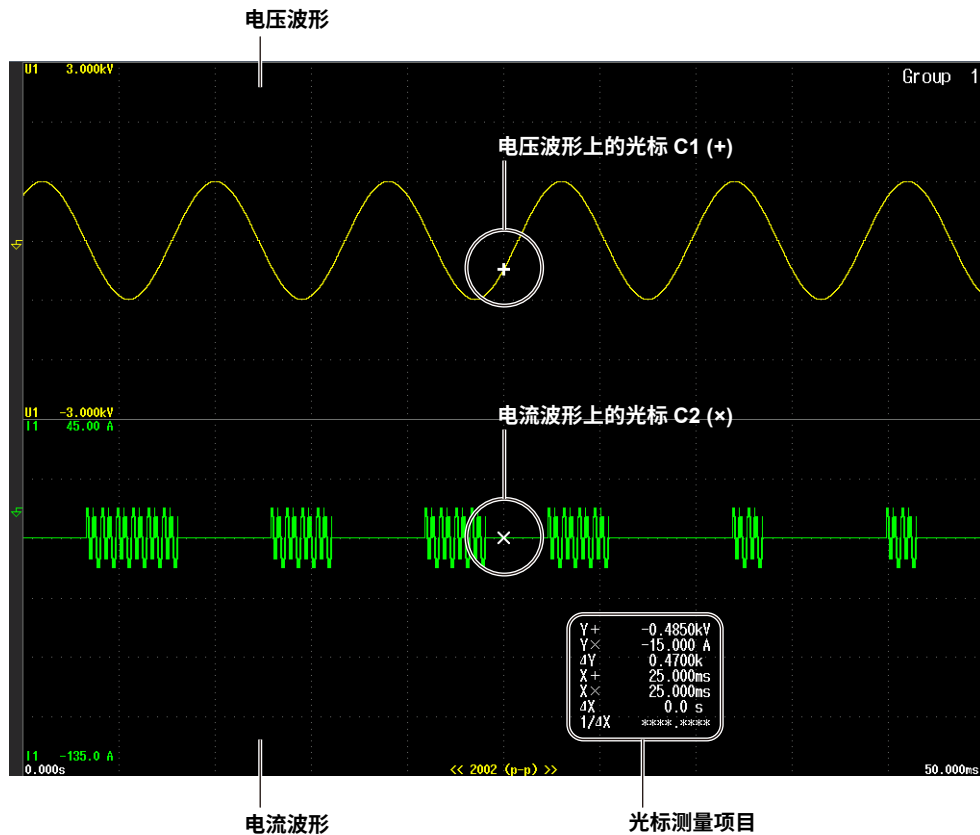 电压波形
U1 3.000kV
Group 1
电压波形上的光标 C1 (+)
U1 -3.000kV
I1 45.00 A
电流波形上的光标 C2 (×)
Y+ -0.4850kV
Y× -15.000 A
ΔY 0.4700k
X+ 25.000ms
X× 25.000ms
ΔX 0.0 s
1/ΔX ****.****
I1 -135.0 A
0.000s
<< 2002 (p-p) >>
50.000ms
电流波形
光标测量项目